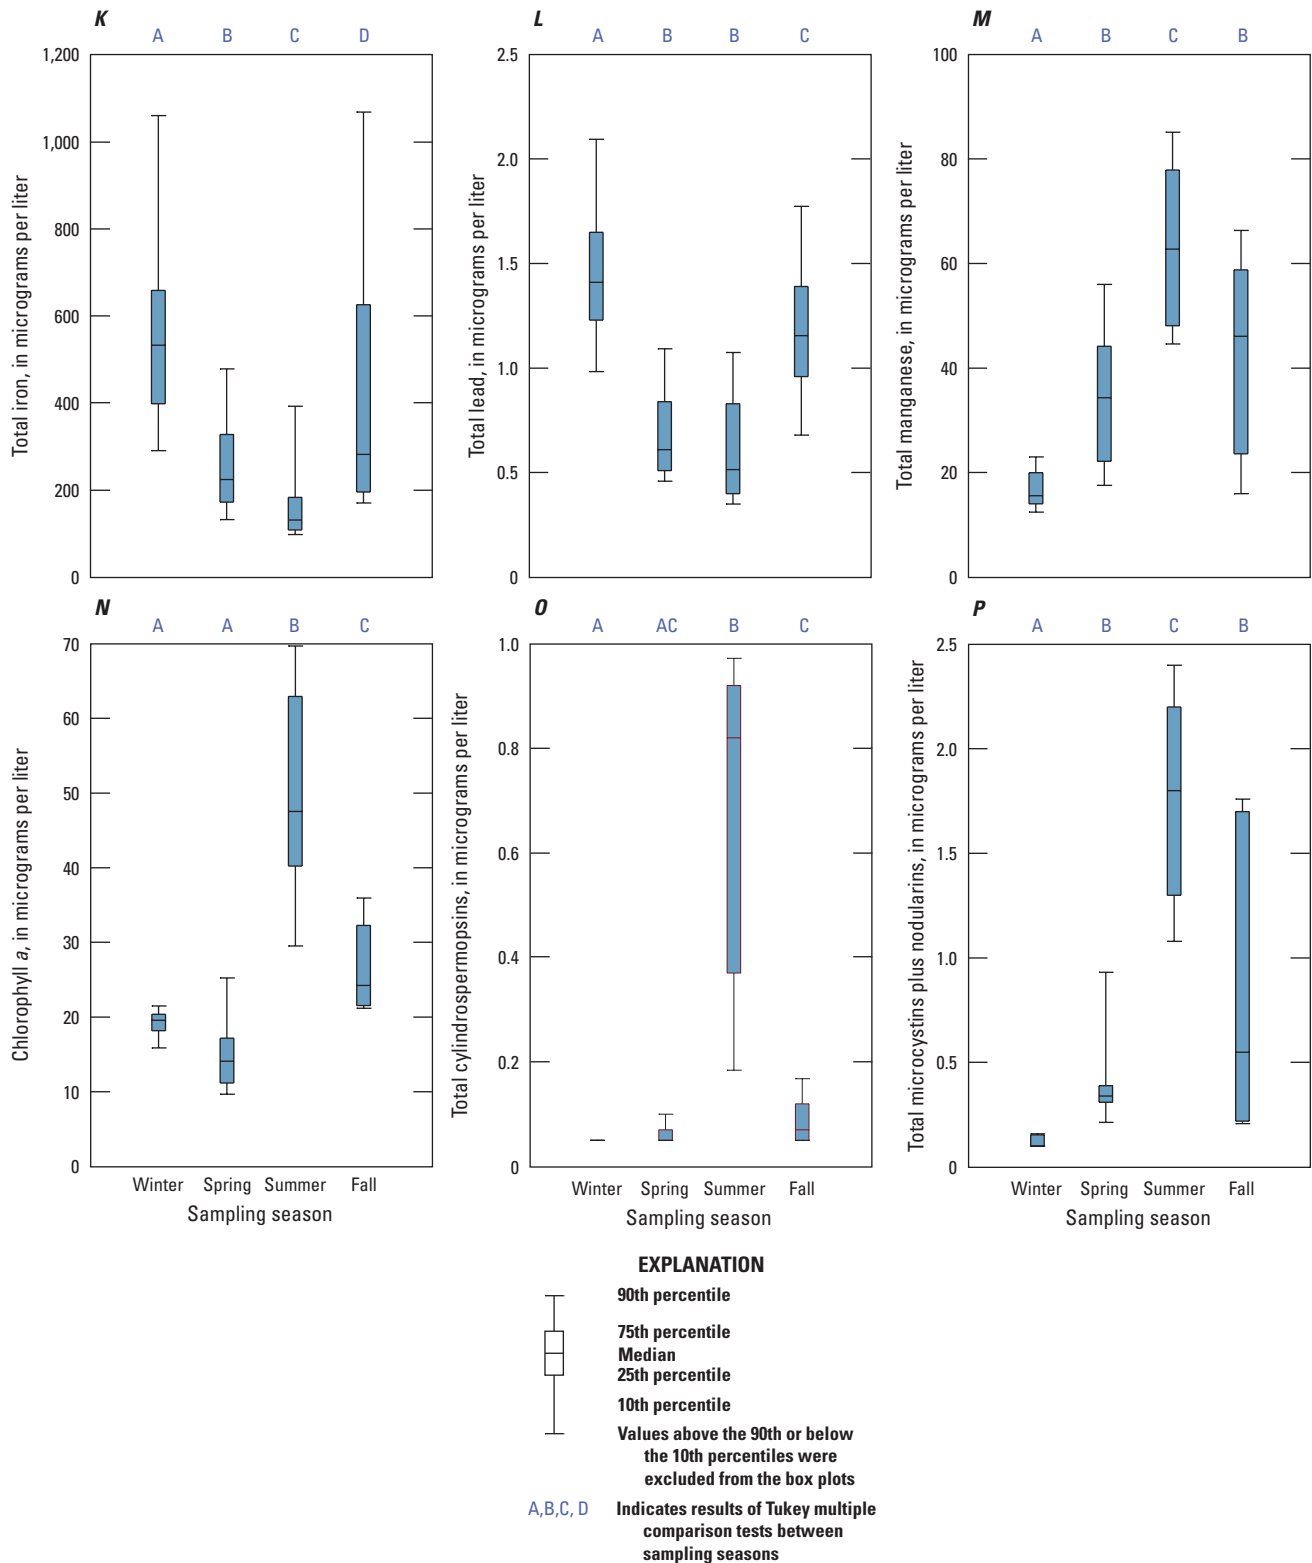 K
A B C D
1,200
1,000
800
600
400
200
0
Total iron, in micrograms per liter
L
A B B C
2.5
2.0
1.5
1.0
0.5
0
Total lead, in micrograms per liter
M
A B C B
100
80
60
40
20
0
Total manganese, in micrograms per liter
N
A A B C
70
60
50
40
30
20
10
0
Chlorophyll a, in micrograms per liter
Winter Spring Summer Fall
Sampling season
O
A AC B C
1.0
0.8
0.6
0.4
0.2
0
Total cylindrospermopsins, in micrograms per liter
Winter Spring Summer Fall
Sampling season
P
A B C B
2.5
2.0
1.5
1.0
0.5
0
Total microcystins plus nodularins, in micrograms per liter
Winter Spring Summer Fall
Sampling season
EXPLANATION
90th percentile
75th percentile
Median
25th percentile
10th percentile
Values above the 90th or below
the 10th percentiles were
excluded from the box plots
A,B,C, D Indicates results of Tukey multiple
comparison tests between
sampling seasons